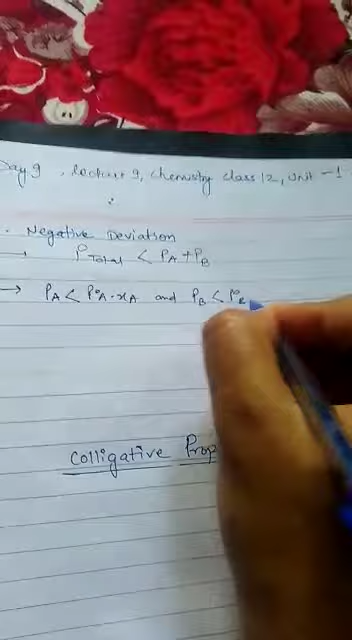 Day 9 , Lecture 9, Chemistry class 12, Unit - 1
. Negative Deviation
→ P Total < PA + PB
→ PA < P°A · xA and PB < P°B
Colligative Prop